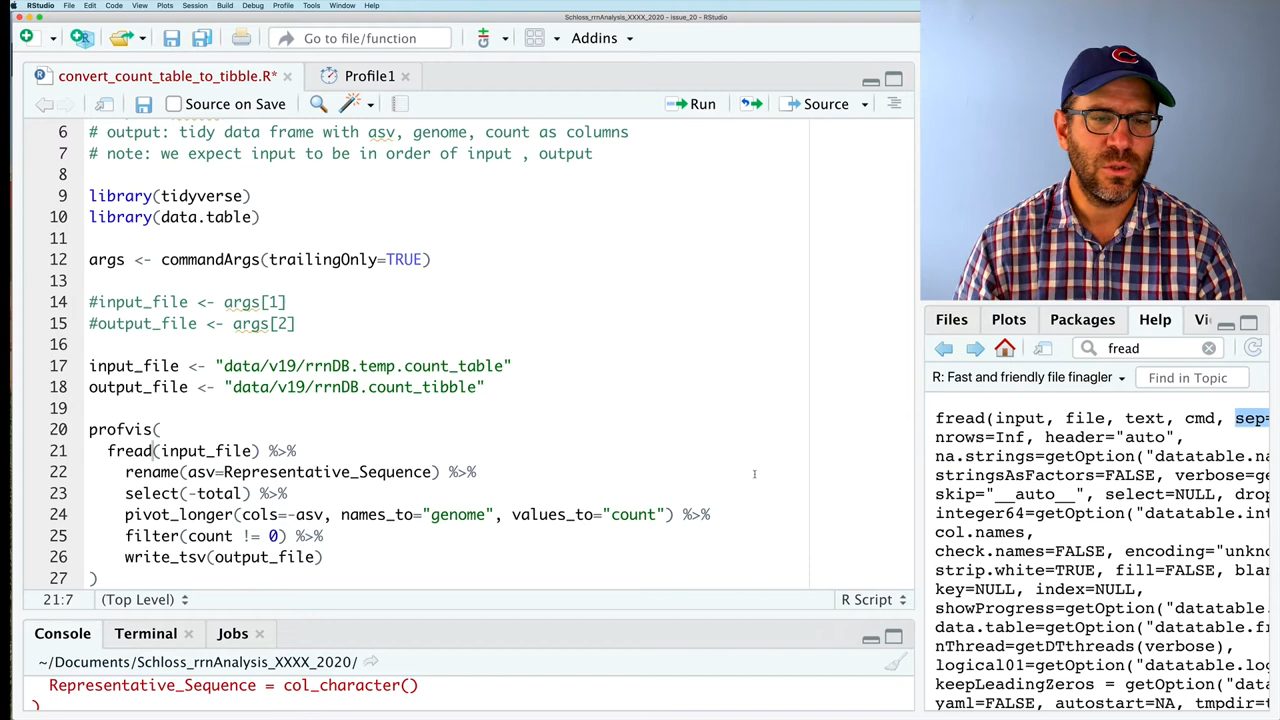 RStudio File Edit Code View Plots Session Build Debug Profile Tools Window Help
Schloss_rrnAnalysis_XXXX_2020 - issue_20 - RStudio
Go to file/function
Addins
convert_count_table_to_tibble.R*
Profile1
Source on Save
Run
Source
6 # output: tidy data frame with asv, genome, count as columns
7 # note: we expect input to be in order of input , output
8
9 library(tidyverse)
10 library(data.table)
11
12 args <- commandArgs(trailingOnly=TRUE)
13
14 #input_file <- args[1]
15 #output_file <- args[2]
16
17 input_file <- "data/v19/rrnDB.temp.count_table"
18 output_file <- "data/v19/rrnDB.count_tibble"
19
20 profvis(
21 fread(input_file) %>%
22 rename(asv=Representative_Sequence) %>%
23 select(-total) %>%
24 pivot_longer(cols=-asv, names_to="genome", values_to="count") %>%
25 filter(count != 0) %>%
26 write_tsv(output_file)
27 )
21:7 (Top Level) R Script
Console Terminal Jobs
~/Documents/Schloss_rrnAnalysis_XXXX_2020/
Representative_Sequence = col_character()
)
C
Files Plots Packages Help Vi
fread
R: Fast and friendly file finagler
Find in Topic
fread(input, file, text, cmd, sep=
nrows=Inf, header="auto",
na.strings=getOption("datatable.na
stringsAsFactors=FALSE, verbose=ge
skip="__auto__", select=NULL, drop
integer64=getOption("datatable.int
col.names,
check.names=FALSE, encoding="unkno
strip.white=TRUE, fill=FALSE, blan
key=NULL, index=NULL,
showProgress=getOption("datatable.
data.table=getOption("datatable.fr
nThread=getDTthreads(verbose),
logical01=getOption("datatable.log
keepLeadingZeros = getOption("data
yaml=FALSE, autostart=NA, tmpdir=t